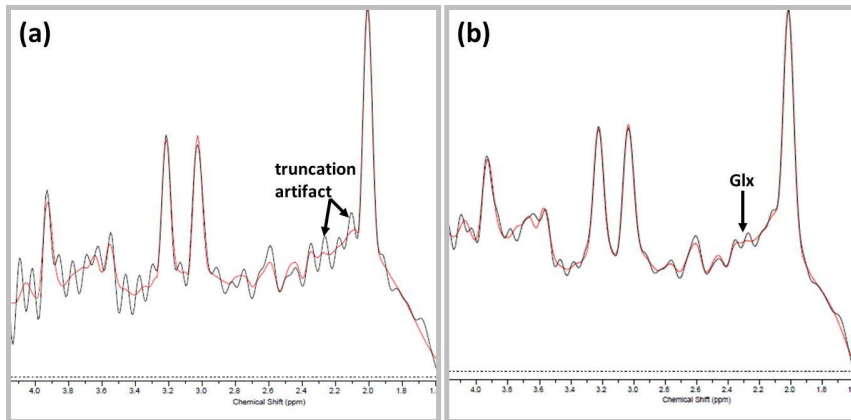 (a)
truncation
artifact
4.0 3.8 3.6 3.4 3.2 3.0 2.8 2.6 2.4 2.2 2.0 1.8
Chemical Shift (ppm)
(b)
Glx
4.0 3.8 3.6 3.4 3.2 3.0 2.8 2.6 2.4 2.2 2.0 1.8
Chemical Shift (ppm)